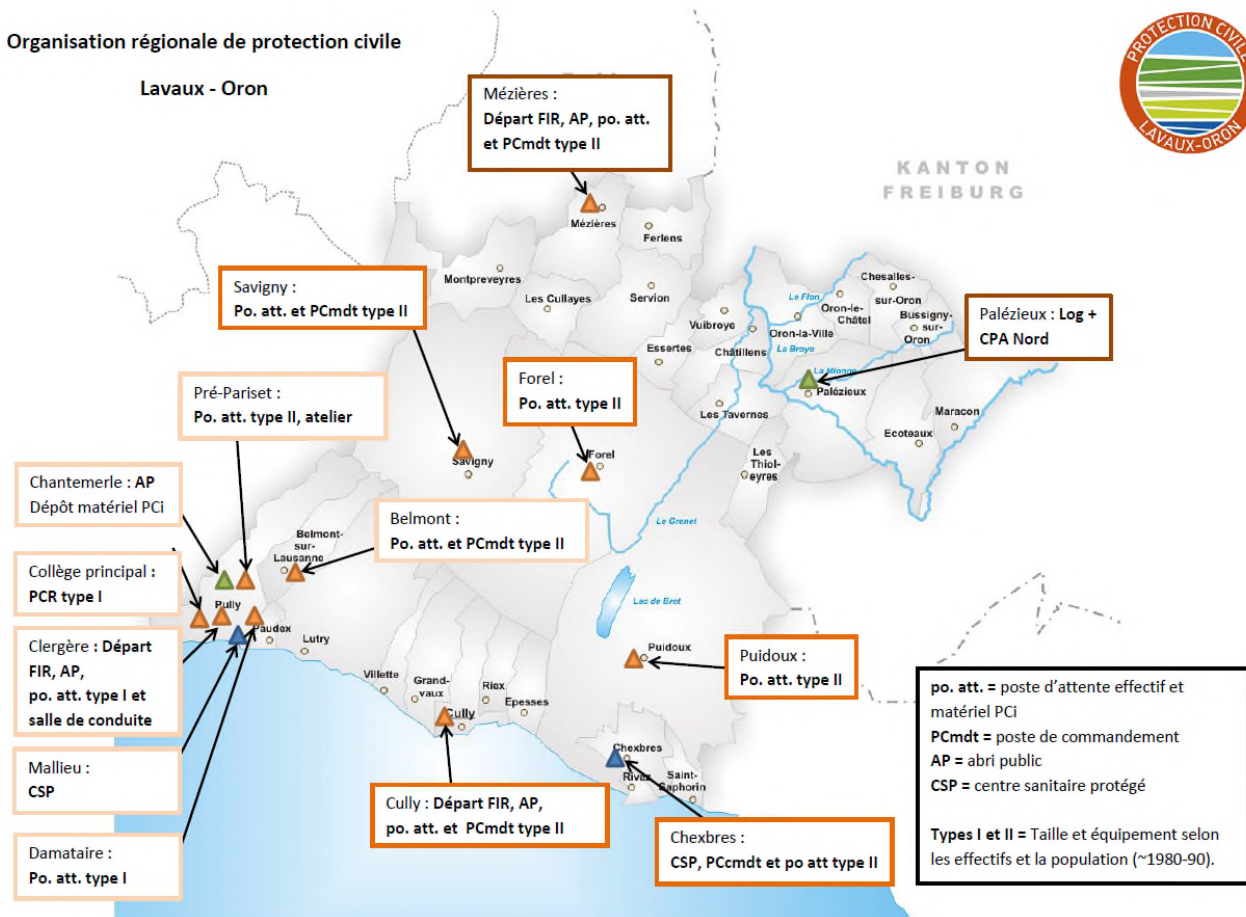 Organisation régionale de protection civile
Lavaux - Oron
PROTECTION CIVILE
LAVAUX-ORON
KANTON
FREIBURG
Mézières :
Départ FIR, AP, po. att.
et PCmdt type II
Savigny :
Po. att. et PCmdt type II
Palézieux : Log +
CPA Nord
Pré-Pariset :
Po. att. type II, atelier
Forel :
Po. att. type II
Chantemerle : AP
Dépôt matériel PCi
Belmont :
Po. att. et PCmdt type II
Collège principal :
PCR type I
Clergère : Départ
FIR, AP,
po. att. type I et
salle de conduite
Mallieu :
CSP
Damataire :
Po. att. type I
Cully : Départ FIR, AP,
po. att. et PCmdt type II
Puidoux :
Po. att. type II
Chexbres :
CSP, PCcmdt et po att type II
po. att. = poste d'attente effectif et
matériel PCi
PCmdt = poste de commandement
AP = abri public
CSP = centre sanitaire protégé
Types I et II = Taille et équipement selon
les effectifs et la population (~1980-90).
Mézières
Ferlens
Montpreveyres
Les Cullayes
Servion
Vuibroye
Essertes
Châtillens
Le Flon
Oron-la-Ville
Oron-le-
Châtel
Chesalles-
sur-Oron
Bussigny-
sur-
Oron
La Broye
La Mionne
Palézieux
Les Tavernes
Maracon
Ecoteaux
Les
Thiol-
eyres
Savigny
Forel
Le Grenet
Lac de Bret
Belmont-
sur-
Lausanne
Pully
Paudex
Lutry
Villette
Grand-
vaux
Cully
Riex
Epesses
Puidoux
Chexbres
Rivaz
Saint-
Saphorin